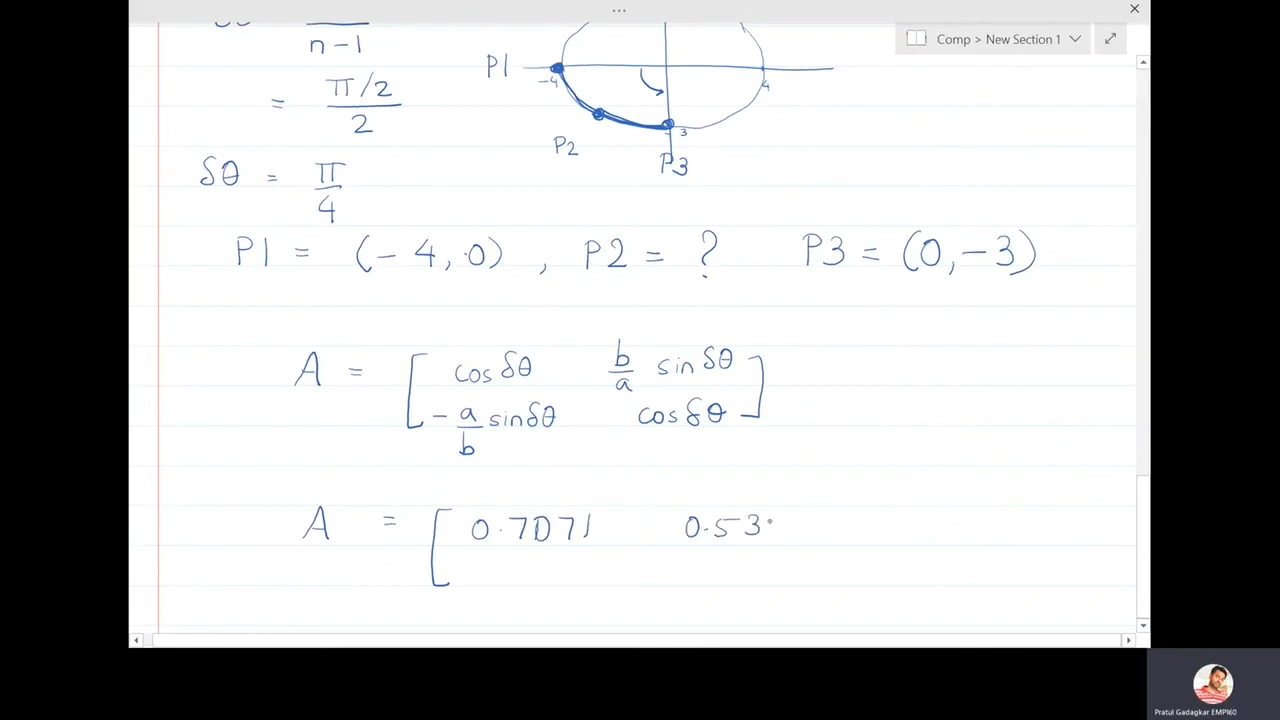 ...
Comp > New Section 1
n-1
P1
-4
4
= π/2
2
3
P2
P3
δθ = π
4
P1 = (-4, 0) , P2 = ? P3 = (0, -3)
A = [ cos δθ b/a sin δθ
-a/b sin δθ cos δθ ]
A = [ 0.7071 0.53
Pratul Gadagkar EMP160